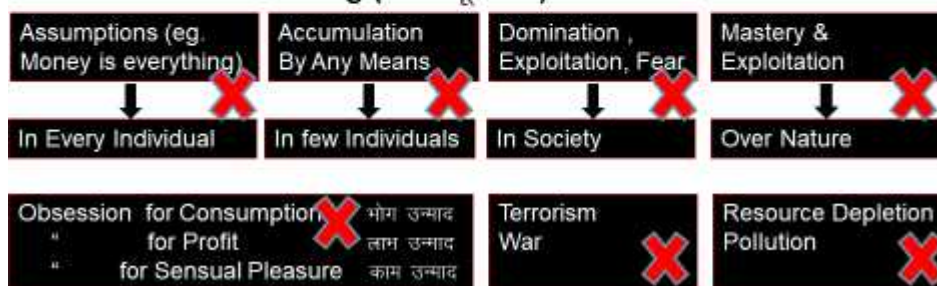 Assumptions (eg.
Money is everything)
Accumulation
By Any Means
Domination ,
Exploitation, Fear
Mastery &
Exploitation
In Every Individual
In few Individuals
In Society
Over Nature
Obsession for Consumption भोग उन्माद
“ for Profit लाभ उन्माद
“ for Sensual Pleasure काम उन्माद
Terrorism
War
Resource Depletion
Pollution